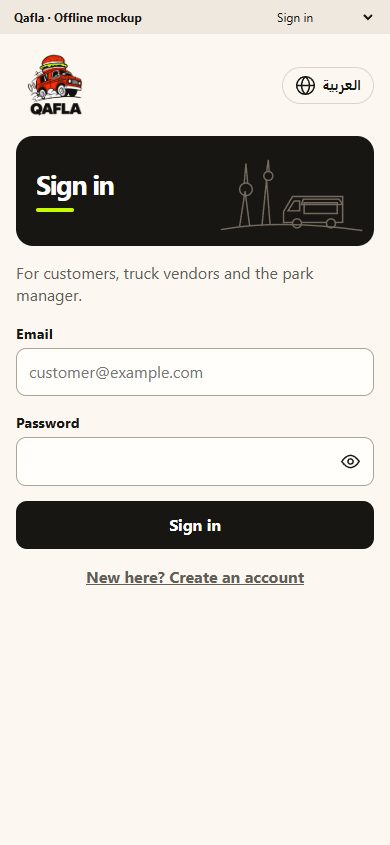 Qafla · Offline mockup
Sign in
QAFLA
العربية
Sign in
For customers, truck vendors and the park
manager.
Email
customer@example.com
Password
Sign in
New here? Create an account